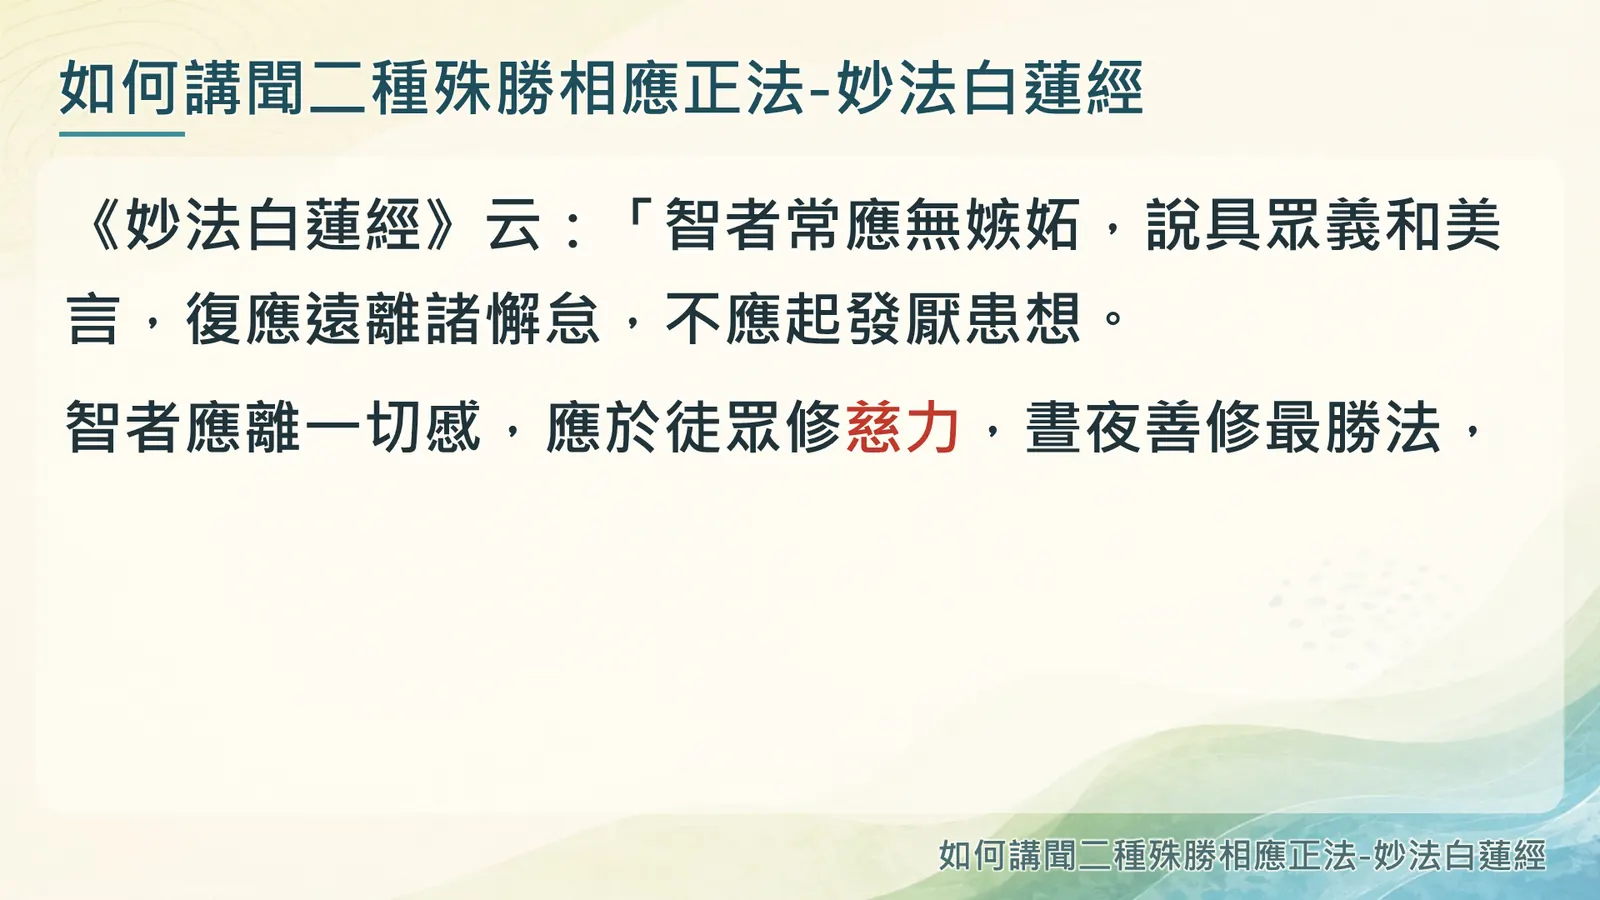 如何講聞二種殊勝相應正法-妙法白蓮經
《妙法白蓮經》云：「智者常應無嫉妬，說具眾義和美
言，復應遠離諸懈怠，不應起發厭患想。
智者應離一切慼，應於徒眾修慈力，晝夜善修最勝法，
如何講聞二種殊勝相應正法-妙法白蓮經